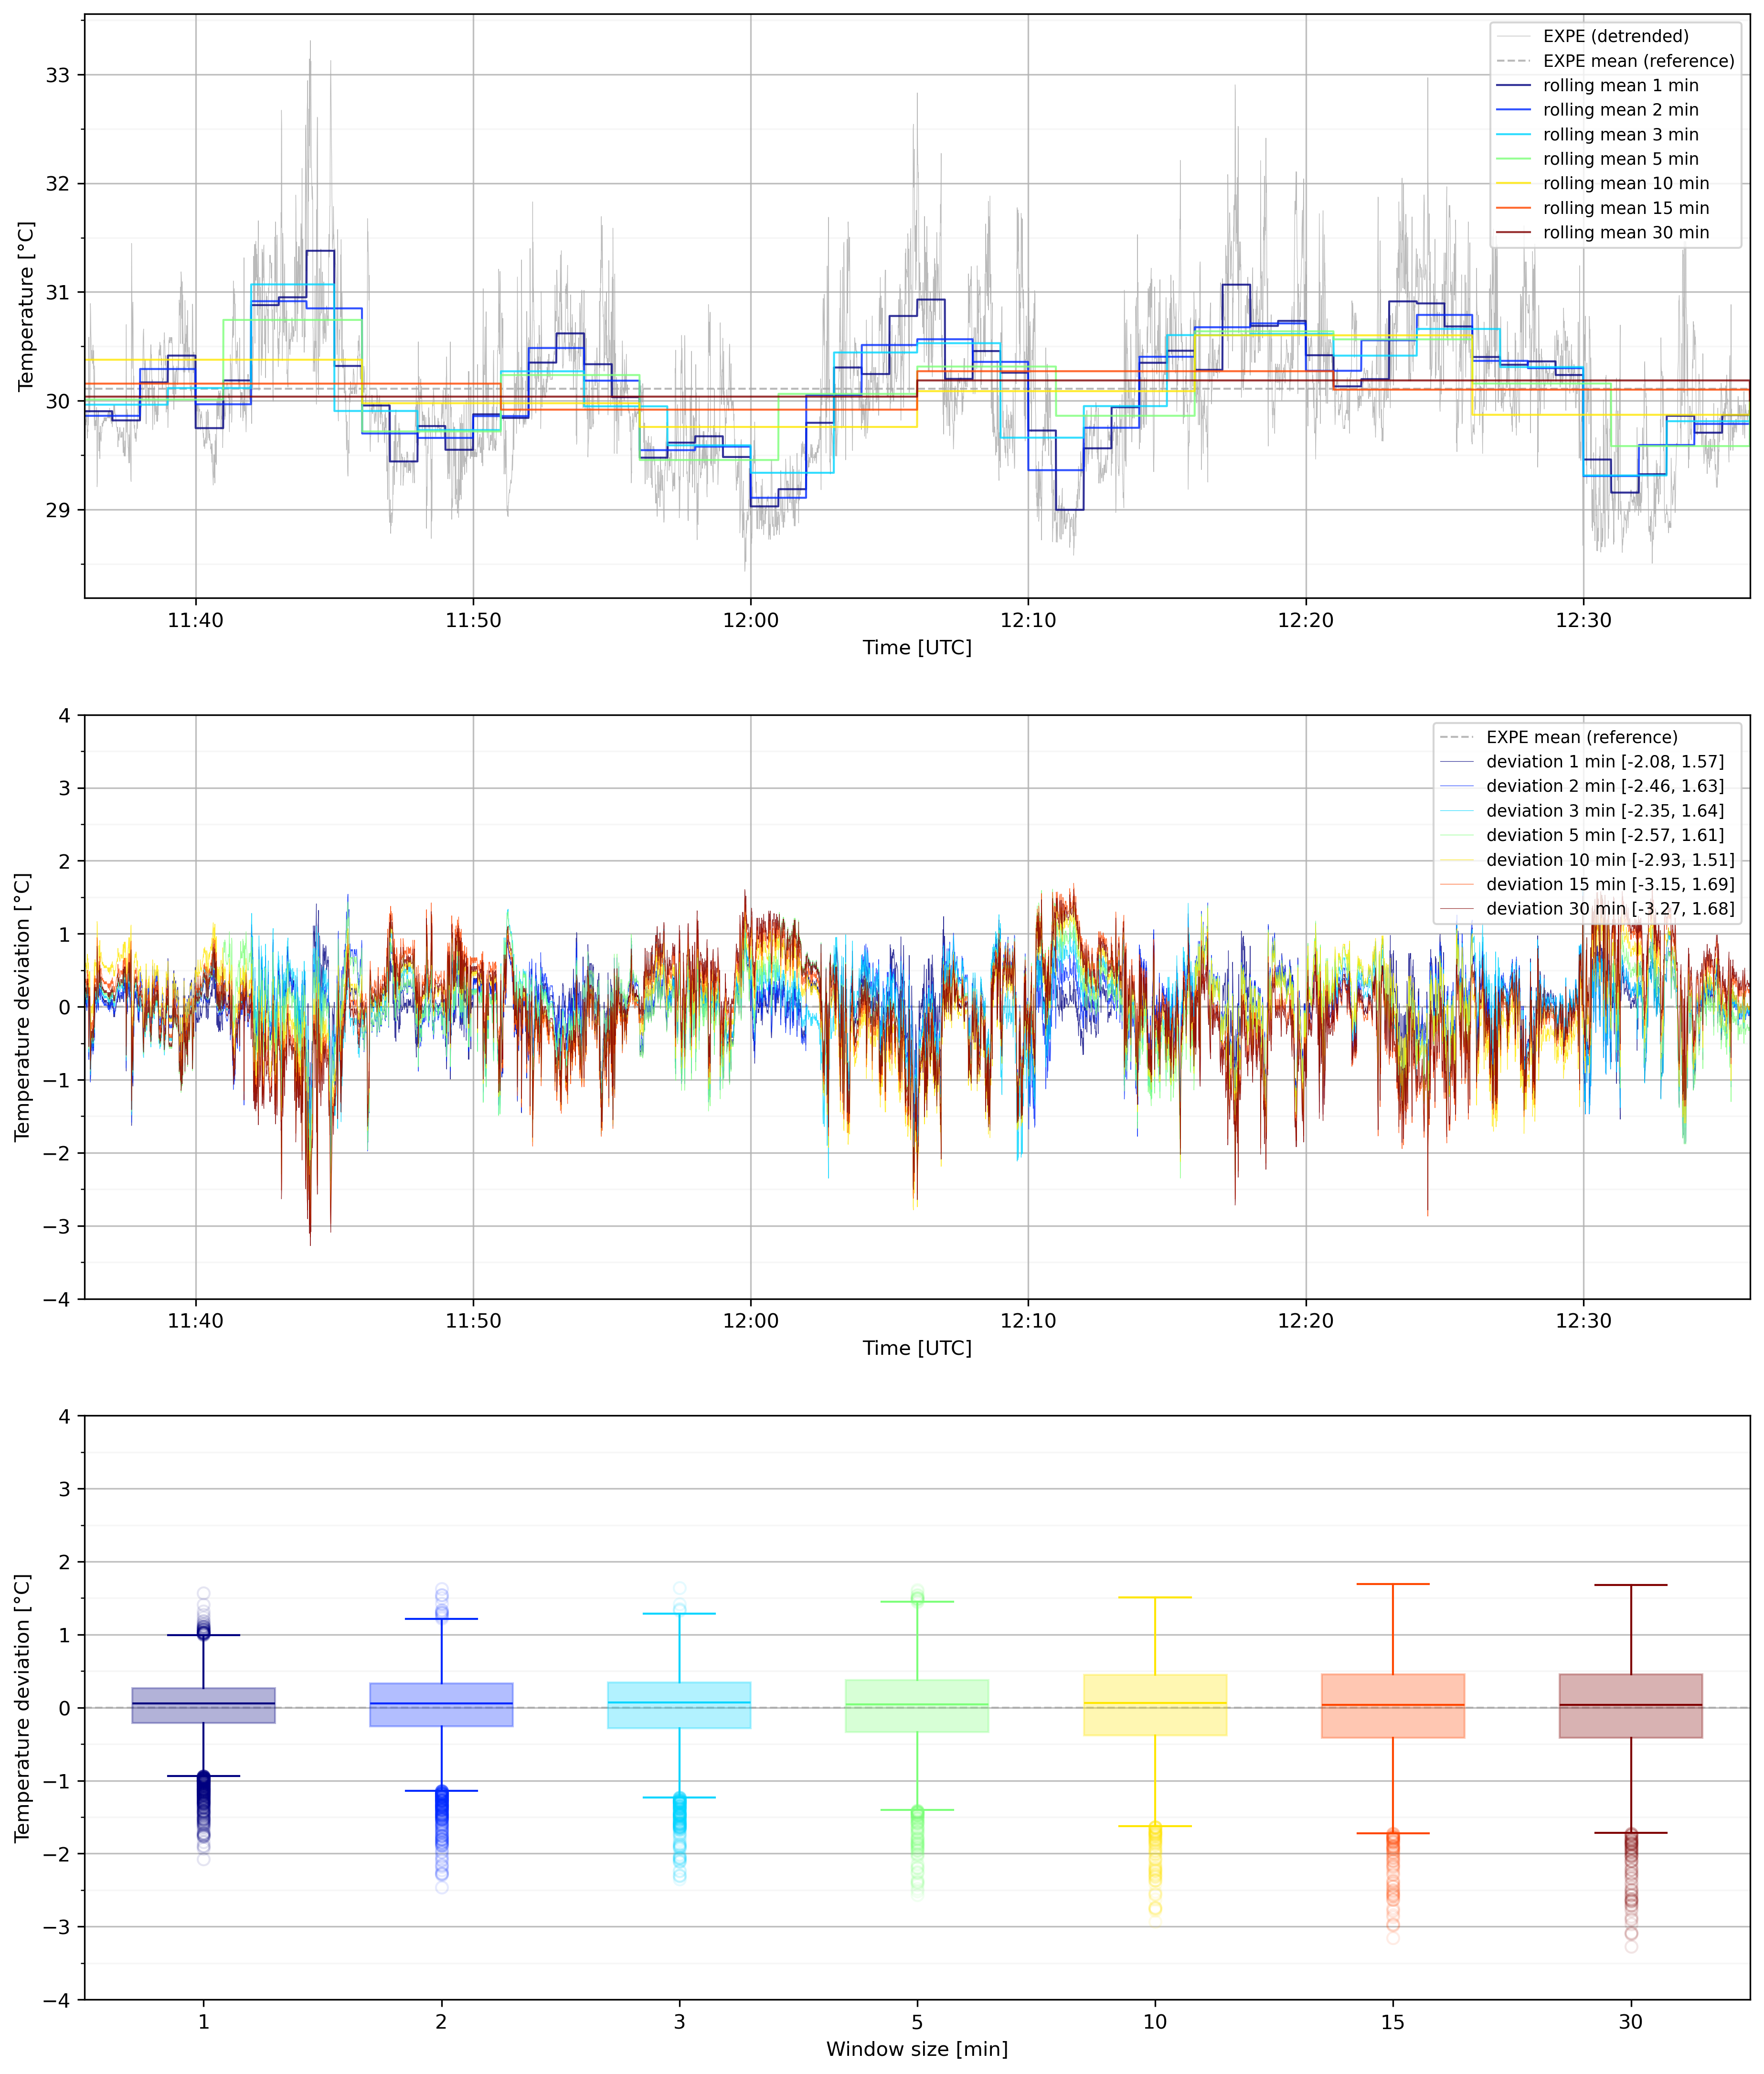 33
32
31
30
29
Temperature [°C]
EXPE (detrended)
EXPE mean (reference)
rolling mean 1 min
rolling mean 2 min
rolling mean 3 min
rolling mean 5 min
rolling mean 10 min
rolling mean 15 min
rolling mean 30 min
11:40 11:50 12:00 12:10 12:20 12:30
Time [UTC]
4
3
2
1
0
−1
−2
−3
−4
Temperature deviation [°C]
EXPE mean (reference)
deviation 1 min [-2.08, 1.57]
deviation 2 min [-2.46, 1.63]
deviation 3 min [-2.35, 1.64]
deviation 5 min [-2.57, 1.61]
deviation 10 min [-2.93, 1.51]
deviation 15 min [-3.15, 1.69]
deviation 30 min [-3.27, 1.68]
11:40 11:50 12:00 12:10 12:20 12:30
Time [UTC]
4
3
2
1
0
−1
−2
−3
−4
Temperature deviation [°C]
1 2 3 5 10 15 30
Window size [min]